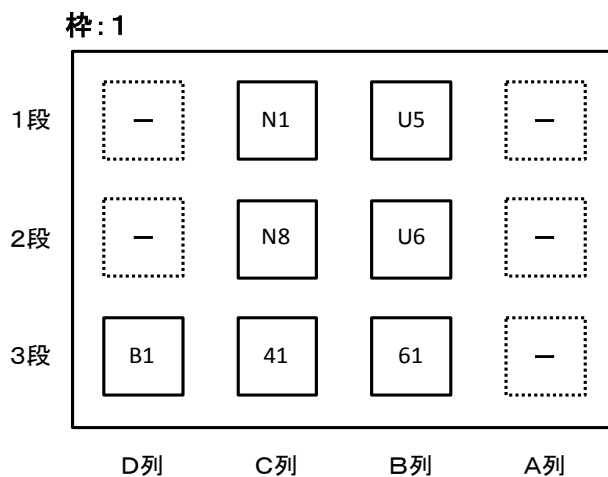 枠：１
1段 － N1 U5 －
2段 － N8 U6 －
3段 B1 41 61 －
D列 C列 B列 A列